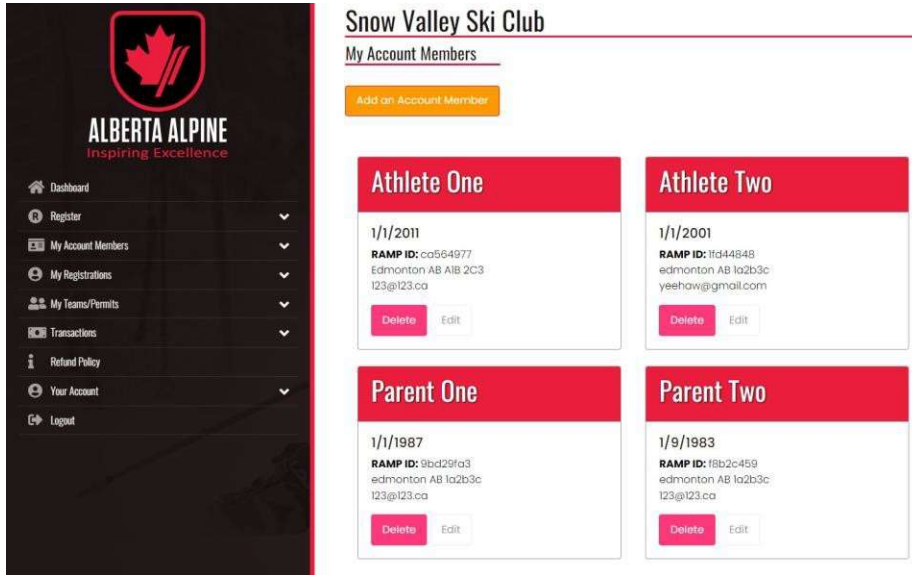 ALBERTA ALPINE
Inspiring Excellence
Dashboard
Register
My Account Members
My Registrations
My Teams/Permits
Transactions
Refund Policy
Your Account
Logout
Snow Valley Ski Club
My Account Members
Add an Account Member
Athlete One
1/1/2011
RAMP ID: ca564977
Edmonton AB A1B 2C3
123@123.ca
Delete Edit
Athlete Two
1/1/2001
RAMP ID: 1fd44848
edmonton AB 1a2b3c
yeehaw@gmail.com
Delete Edit
Parent One
1/1/1987
RAMP ID: 9bd29fa3
edmonton AB 1a2b3c
123@123.ca
Delete Edit
Parent Two
1/9/1983
RAMP ID: f8b2c459
edmonton AB 1a2b3c
123@123.ca
Delete Edit